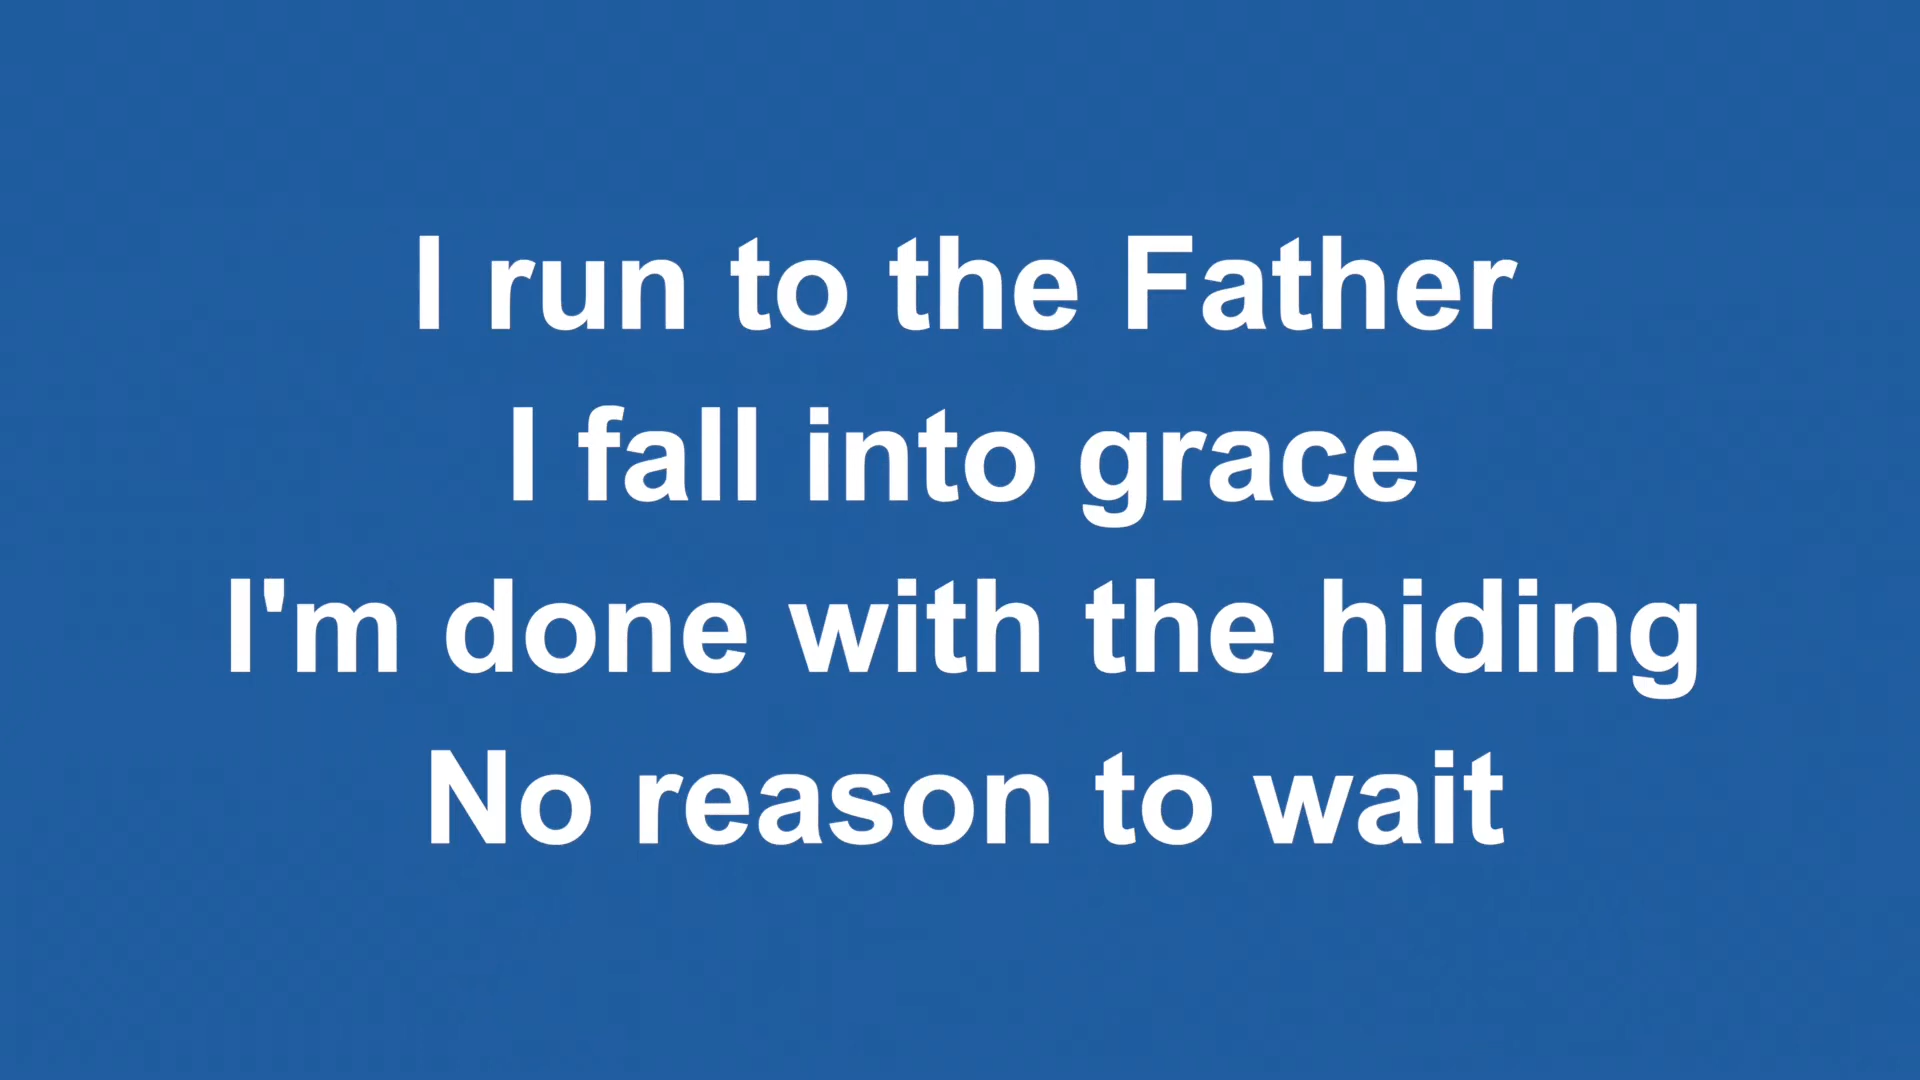 I run to the Father
I fall into grace
I'm done with the hiding
No reason to wait